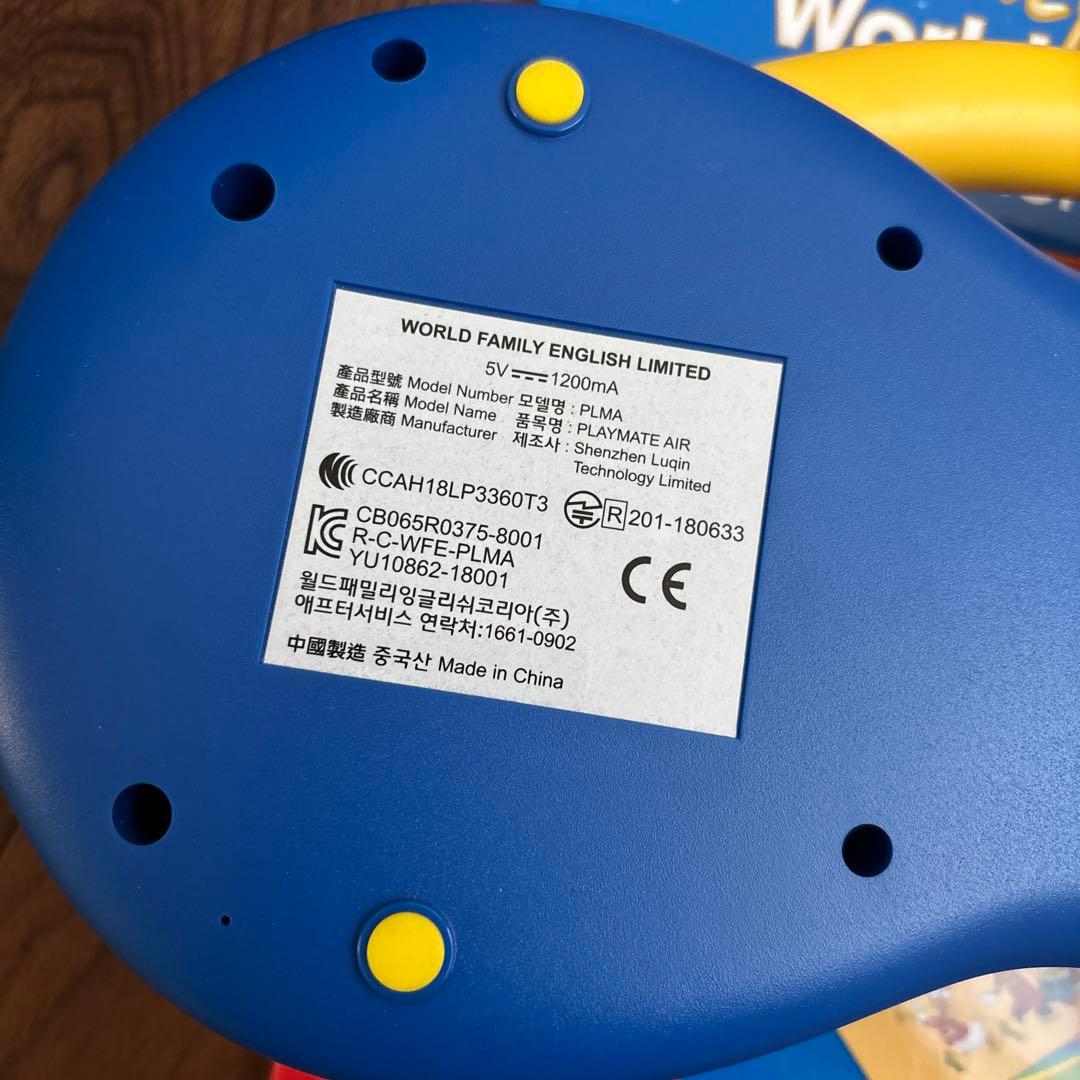 WORLD FAMILY ENGLISH LIMITED
5V 1200mA
產品型號 Model Number 모델명 : PLMA
產品名稱 Model Name 품목명 : PLAYMATE AIR
製造廠商 Manufacturer 제조사 : Shenzhen Luqin
Technology Limited
CCAH18LP3360T3
R 201-180633
CB065R0375-8001
R-C-WFE-PLMA
YU10862-18001
CE
월드패밀리잉글리쉬코리아(주)
애프터서비스 연락처:1661-0902
中國製造 중국산 Made in China